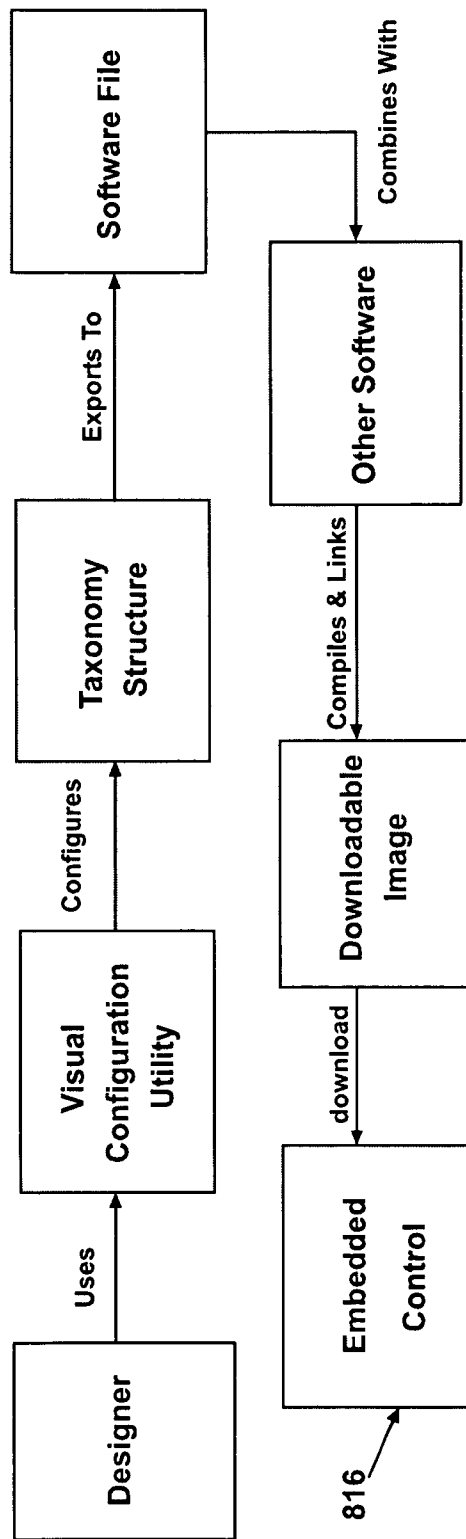 Designer
Uses
Visual
Configuration
Utility
Configures
Taxonomy
Structure
Exports To
Software File
Combines With
Other Software
Compiles & Links
Downloadable
Image
download
Embedded
Control
816